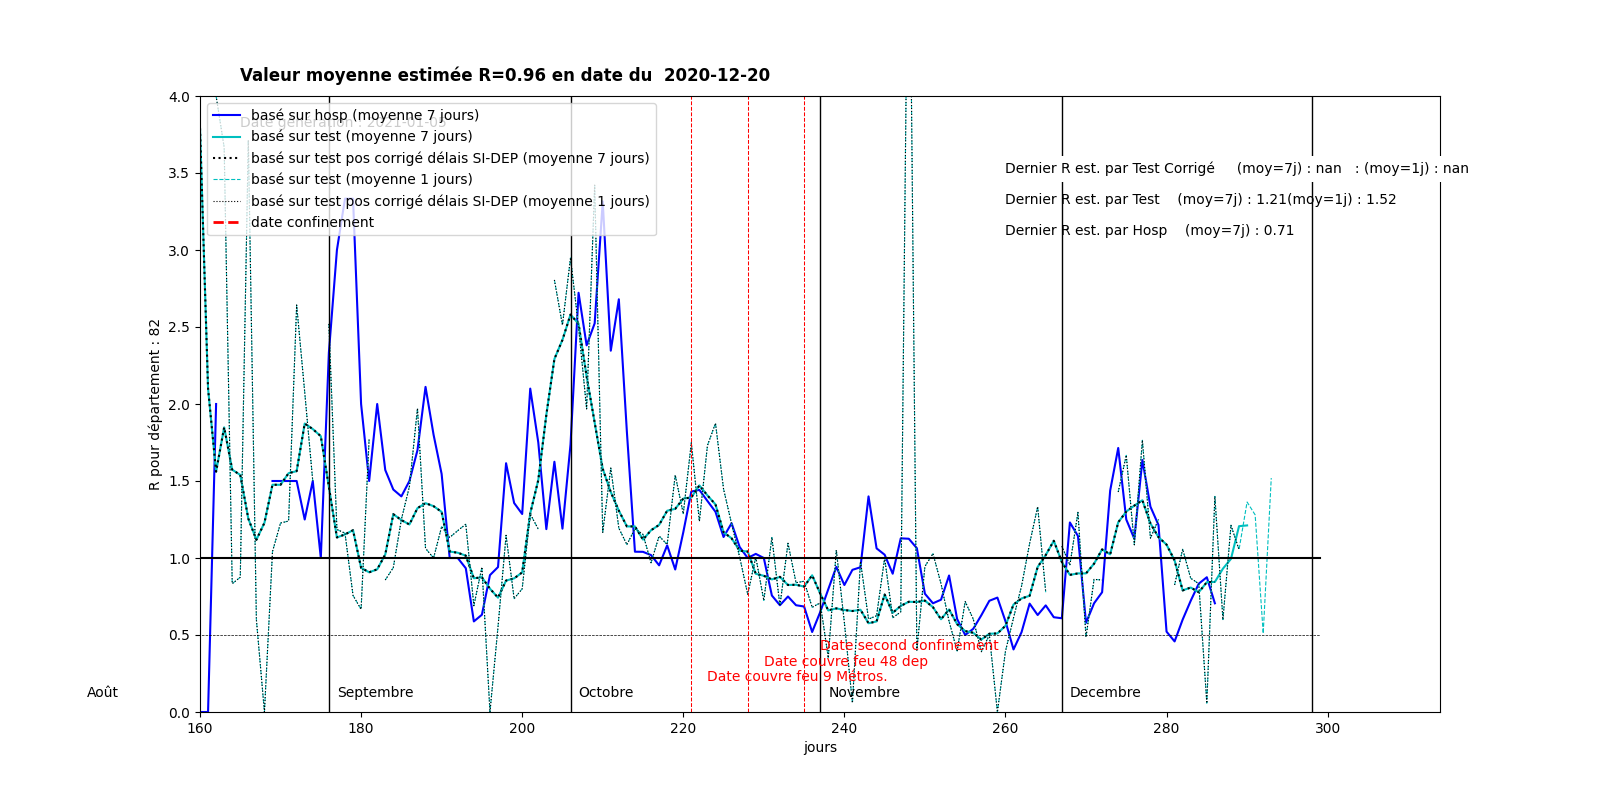 Valeur moyenne estimée R=0.96 en date du  2020-12-20
Date génération : 2021-01-05
basé sur hosp (moyenne 7 jours)
basé sur test (moyenne 7 jours)
basé sur test pos corrigé délais SI-DEP (moyenne 7 jours)
basé sur test (moyenne 1 jours)
basé sur test pos corrigé délais SI-DEP (moyenne 1 jours)
date confinement
Dernier R est. par Test Corrigé     (moy=7j) : nan   : (moy=1j) : nan
Dernier R est. par Test    (moy=7j) : 1.21(moy=1j) : 1.52
Dernier R est. par Hosp    (moy=7j) : 0.71
R pour département : 82
4.0
3.5
3.0
2.5
2.0
1.5
1.0
0.5
0.0
Date second confinement
Date couvre feu 48 dep
Date couvre feu 9 Métros.
Août
Septembre
Octobre
Novembre
Decembre
160 180 200 220 240 260 280 300
jours